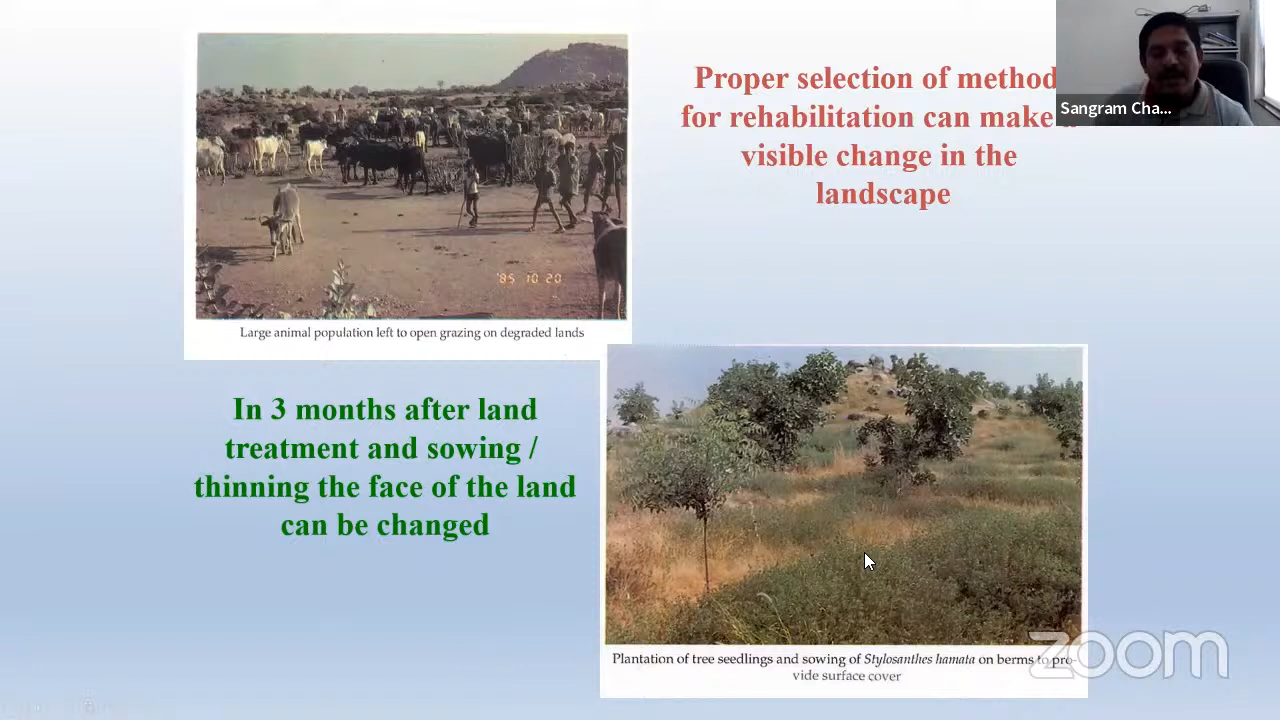 Proper selection of method
for rehabilitation can make
visible change in the
landscape
Sangram Cha...
'85 10 20
Large animal population left to open grazing on degraded lands
In 3 months after land
treatment and sowing /
thinning the face of the land
can be changed
Plantation of tree seedlings and sowing of Stylosanthes hamata on berms to pro-
vide surface cover
zoom